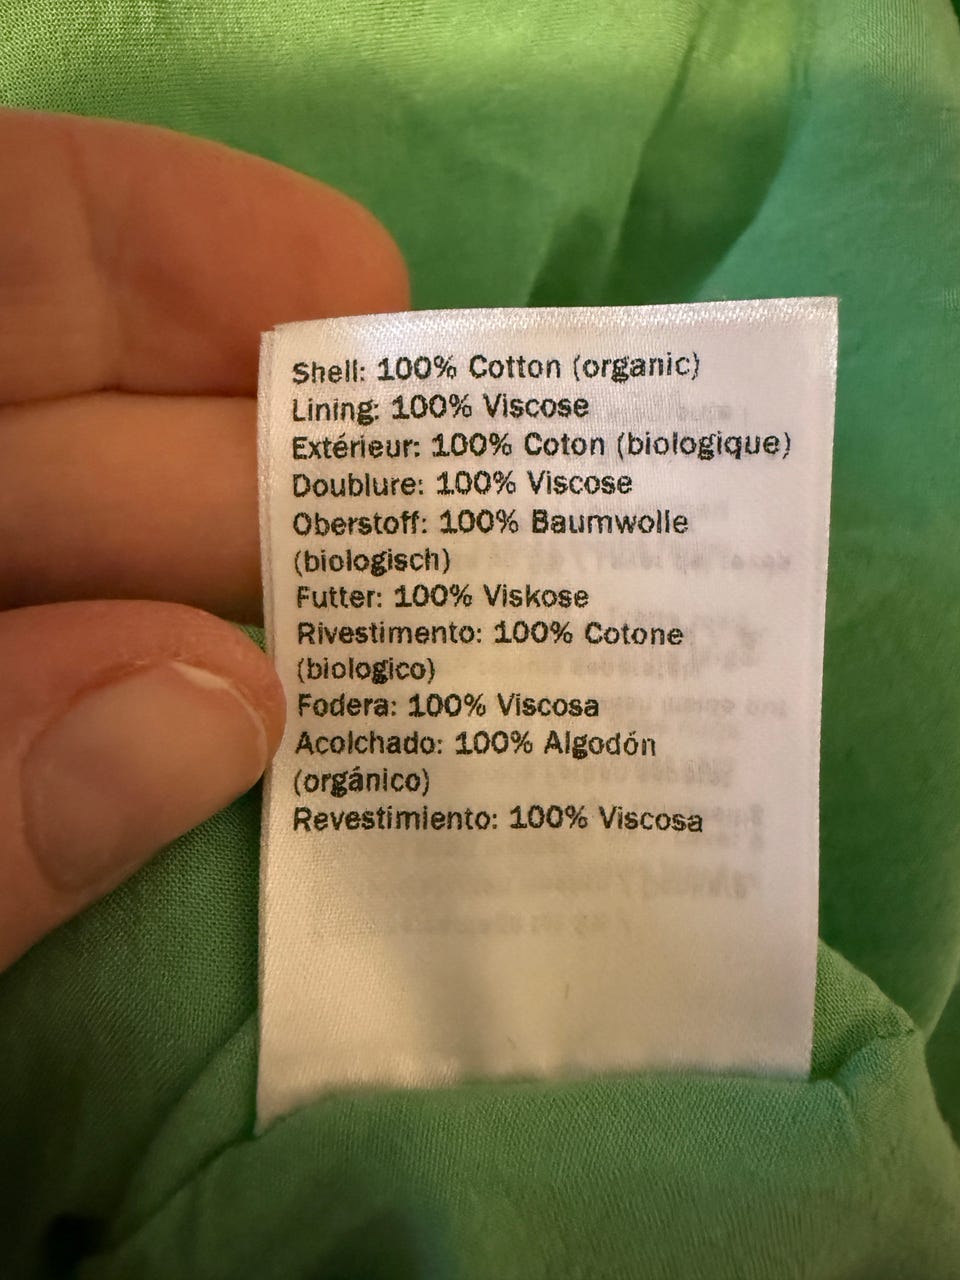 Shell: 100% Cotton (organic)
Lining: 100% Viscose
Extérieur: 100% Coton (biologique)
Doublure: 100% Viscose
Oberstoff: 100% Baumwolle
(biologisch)
Futter: 100% Viskose
Rivestimento: 100% Cotone
(biologico)
Fodera: 100% Viscosa
Acolchado: 100% Algodón
(orgánico)
Revestimiento: 100% Viscosa